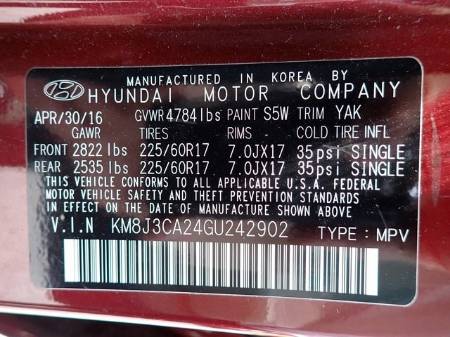 MANUFACTURED IN KOREA BY
HYUNDAI MOTOR COMPANY
APR/30/16 GVWR 4784lbs PAINT S5W TRIM YAK
GAWR TIRES RIMS - COLD TIRE INFL
FRONT 2822 lbs 225/60R17 7.0JX17 35psi SINGLE
REAR 2535 lbs 225/60R17 7.0JX17 35psi SINGLE
THIS VEHICLE CONFORMS TO ALL APPLICABLE U.S.A FEDERAL
MOTOR VEHICLE SAFETY AND THEFT PREVENTION STANDARDS
IN EFFECT ON THE DATE OF MANUFACTURE SHOWN ABOVE.
V.I.N KM8J3CA24GU242902 TYPE : MPV